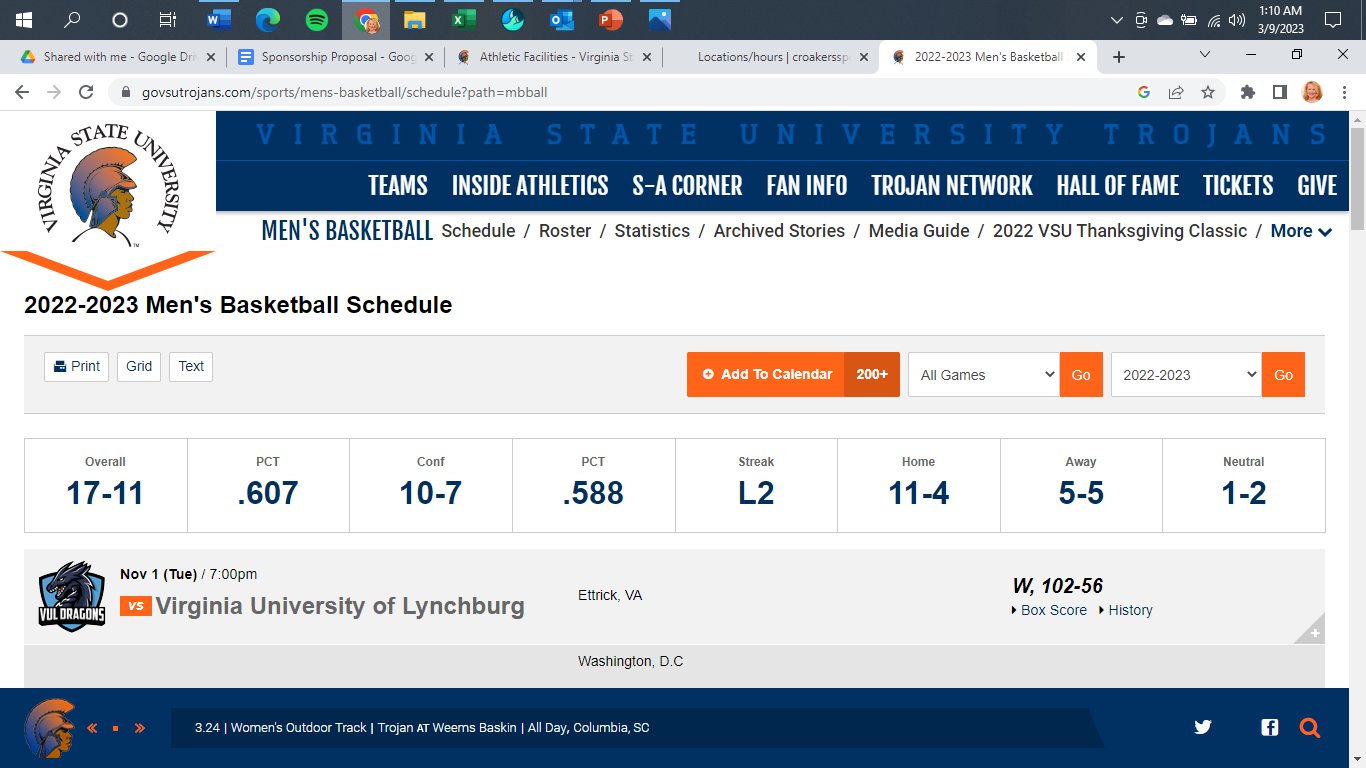 1:10 AM
3/9/2023
Shared with me - Google Dri
Sponsorship Proposal - Goog
Athletic Facilities - Virginia St
Locations/hours | croakerssp
2022-2023 Men's Basketball
govsutrojans.com/sports/mens-basketball/schedule?path=mbball
VIRGINIA STATE UNIVERSITY
VIRGINIA STATE UNIVERSITY TROJANS
TEAMS INSIDE ATHLETICS S-A CORNER FAN INFO TROJAN NETWORK HALL OF FAME TICKETS GIVE
MEN'S BASKETBALL Schedule / Roster / Statistics / Archived Stories / Media Guide / 2022 VSU Thanksgiving Classic / More
2022-2023 Men's Basketball Schedule
Print Grid Text Add To Calendar 200+ All Games Go 2022-2023 Go
Overall PCT Conf PCT Streak Home Away Neutral
17-11 .607 10-7 .588 L2 11-4 5-5 1-2
Nov 1 (Tue) / 7:00pm
VUL DRAGONS
vs Virginia University of Lynchburg
Ettrick, VA
W, 102-56
Box Score History
Washington, D.C
3.24 | Women's Outdoor Track | Trojan AT Weems Baskin | All Day, Columbia, SC